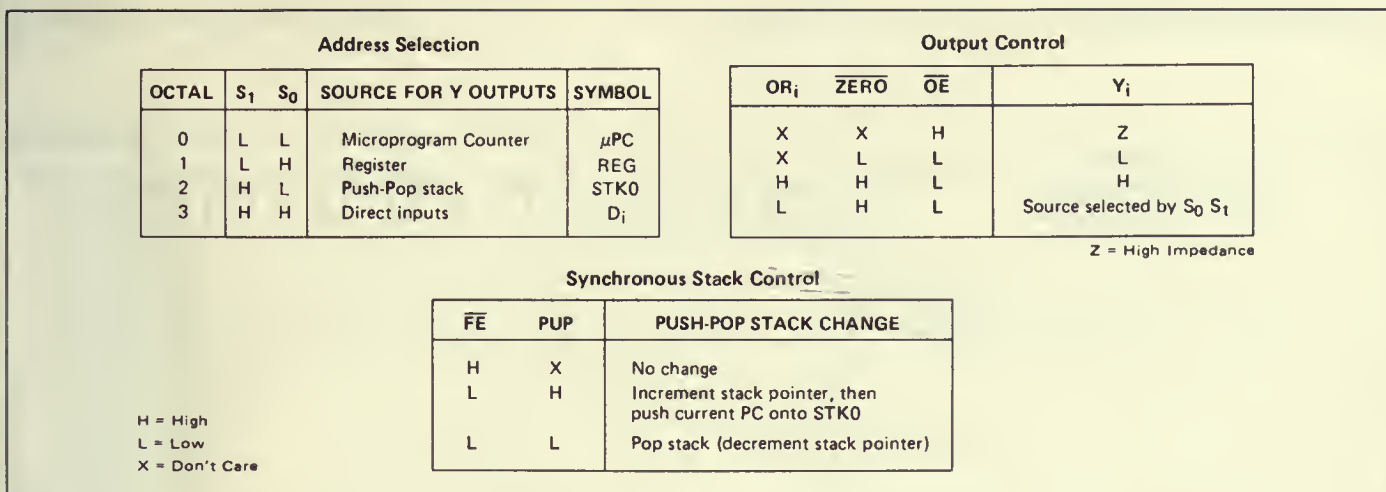 Address Selection
OCTAL S₁ S₀ SOURCE FOR Y OUTPUTS SYMBOL
0 L L Microprogram Counter μPC
1 L H Register REG
2 H L Push-Pop stack STK0
3 H H Direct inputs Dᵢ
Output Control
ORᵢ Z̅E̅R̅O̅ O̅E̅ Yᵢ
X X H Z
X L L L
H H L H
L H L Source selected by S₀ S₁
Z = High Impedance
Synchronous Stack Control
F̅E̅ PUP PUSH-POP STACK CHANGE
H X No change
L H Increment stack pointer, then
push current PC onto STK0
L L Pop stack (decrement stack pointer)
H = High
L = Low
X = Don't Care